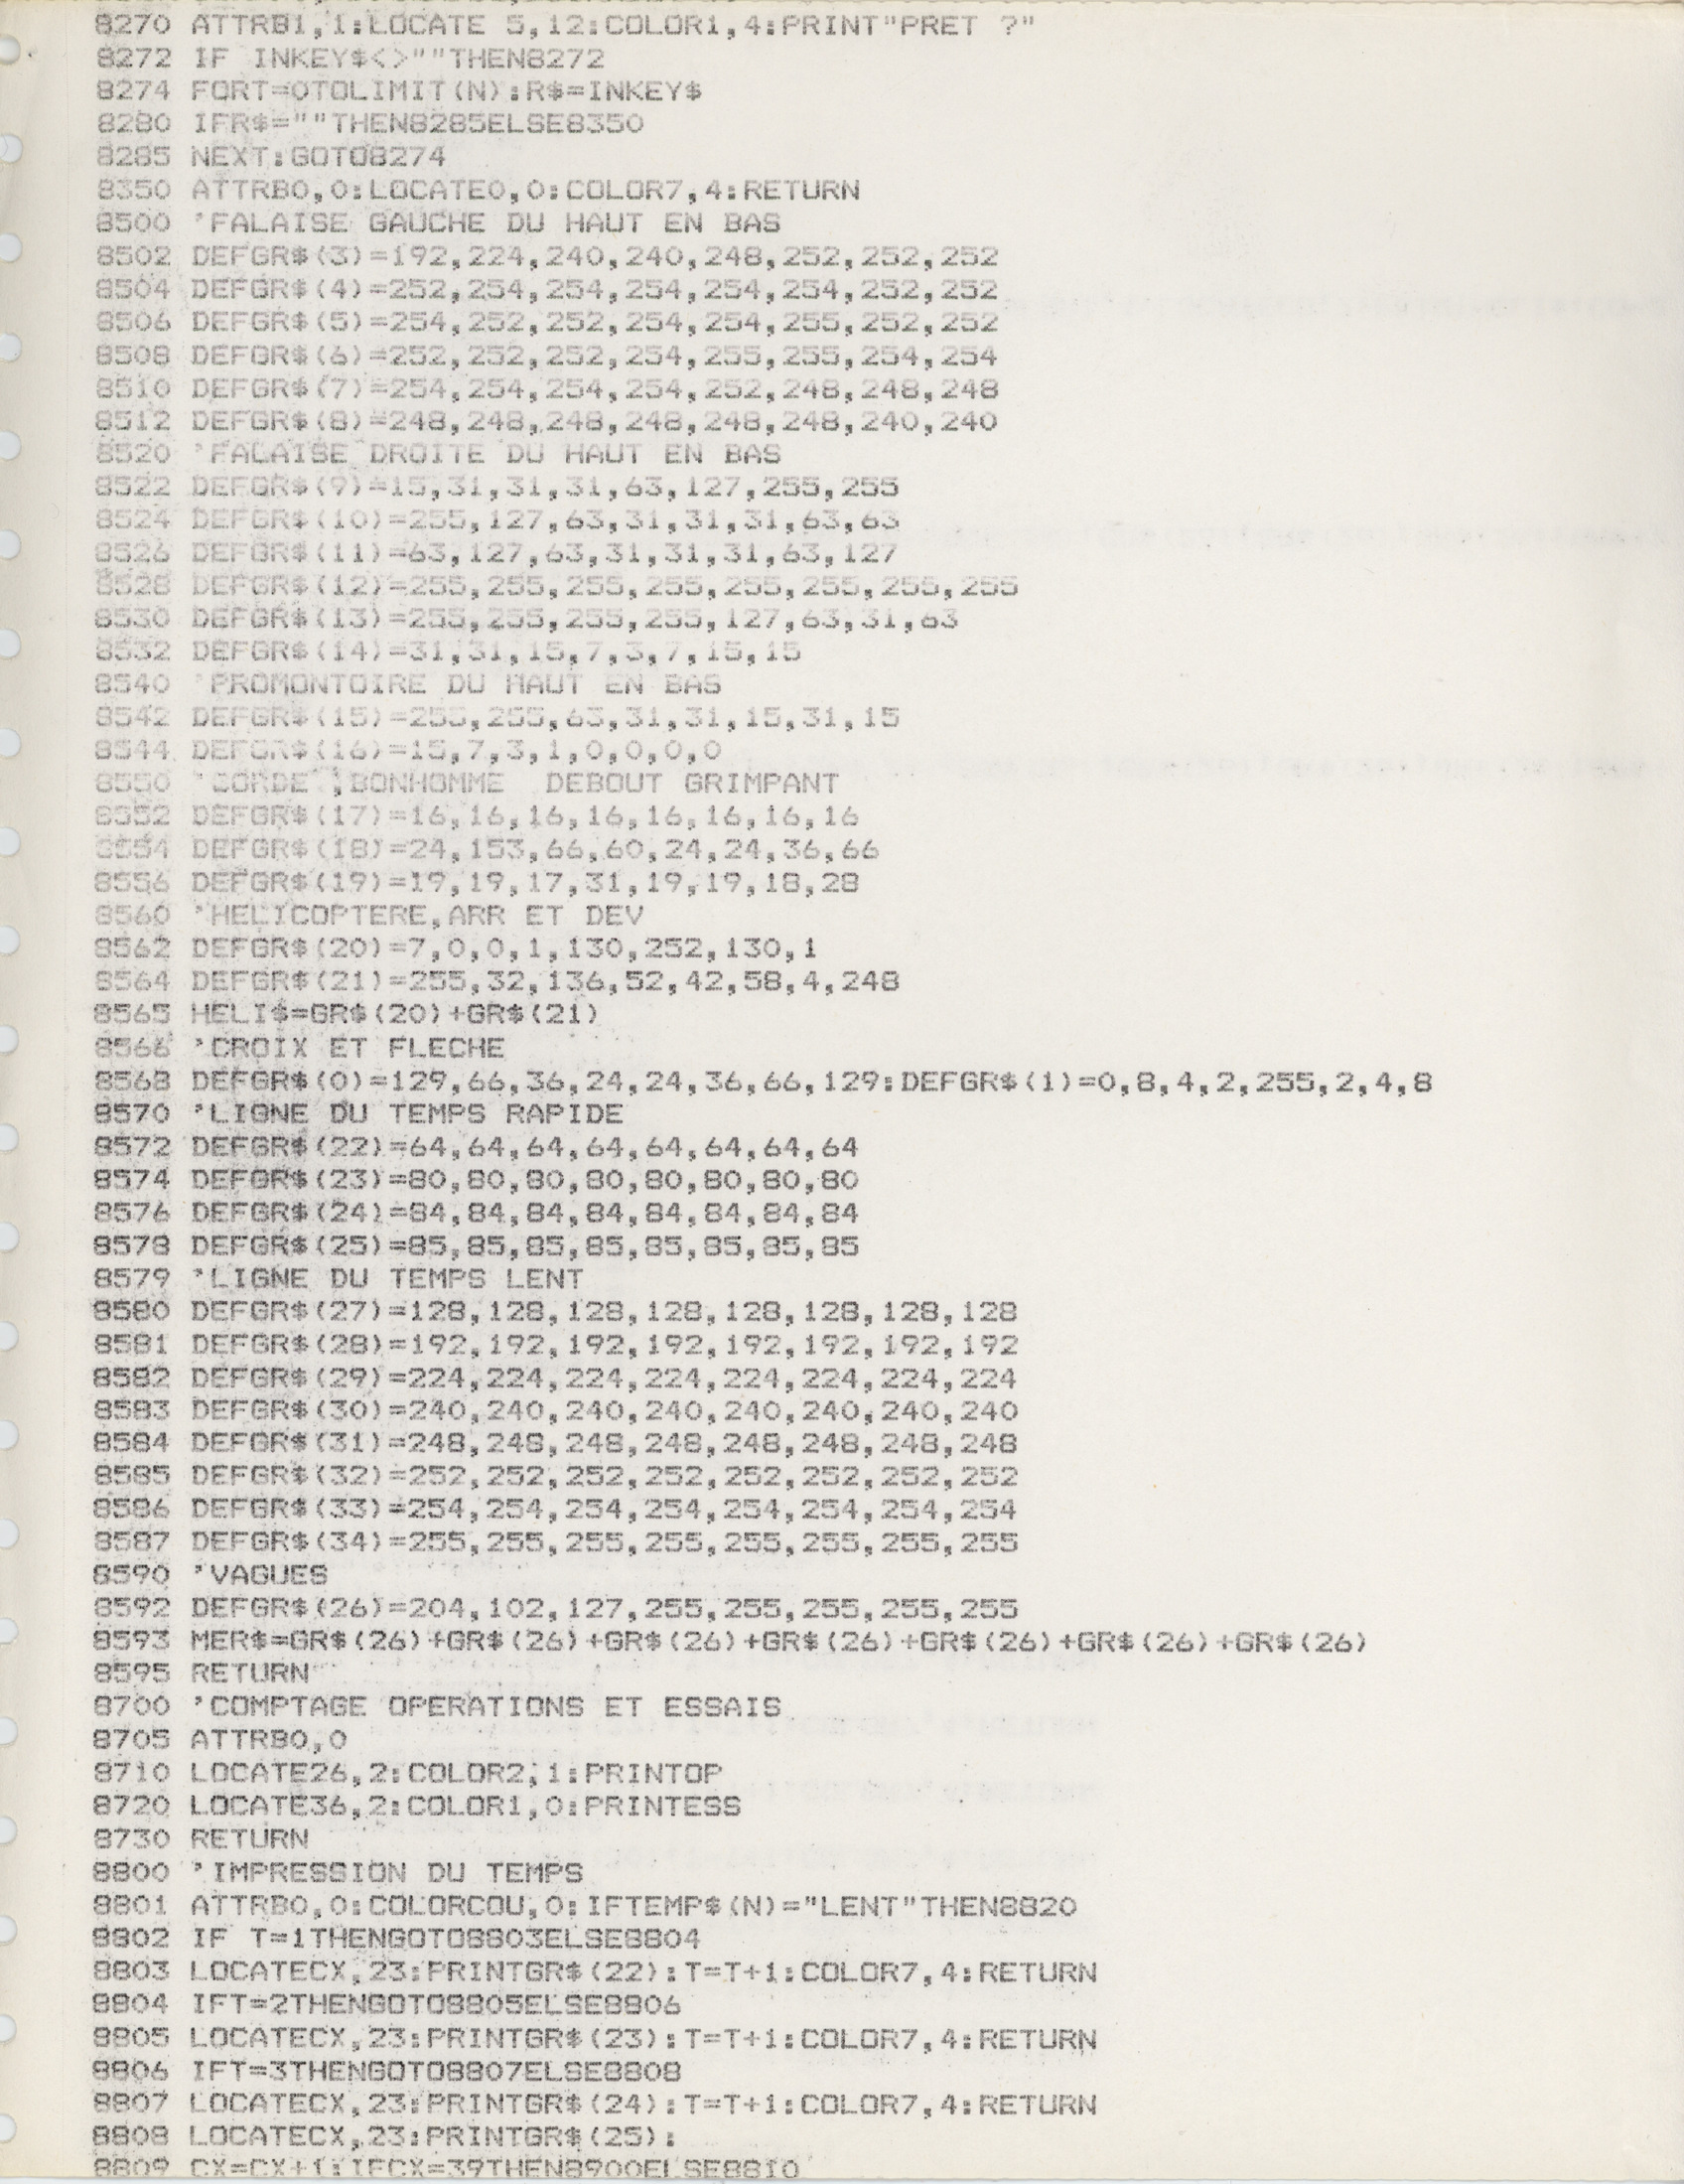 8270 ATTRB1,1:LOCATE 5,12:COLOR1,4:PRINT"PRET ?"
8272 IF INKEY$<>""THEN8272
8274 FORT=0TOLIMIT(N):R$=INKEY$
8280 IFR$=""THEN8285ELSE8350
8285 NEXT:GOTO8274
8350 ATTRB0,0:LOCATE0,0:COLOR7,4:RETURN
8500 'FALAISE GAUCHE DU HAUT EN BAS
8502 DEFGR$(3)=192,224,240,240,248,252,252,252
8504 DEFGR$(4)=252,254,254,254,254,254,252,252
8506 DEFGR$(5)=254,252,252,254,254,255,252,252
8508 DEFGR$(6)=252,252,252,254,255,255,254,254
8510 DEFGR$(7)=254,254,254,254,252,248,248,248
8512 DEFGR$(8)=248,248,248,248,248,248,240,240
8520 'FALAISE DROITE DU HAUT EN BAS
8522 DEFGR$(9)=15,31,31,31,63,127,255,255
8524 DEFGR$(10)=255,127,63,31,31,31,63,63
8526 DEFGR$(11)=63,127,63,31,31,31,63,127
8528 DEFGR$(12)=255,255,255,255,255,255,255,255
8530 DEFGR$(13)=255,255,255,255,127,63,31,63
8532 DEFGR$(14)=31,31,15,7,3,7,15,15
8540 'PROMONTOIRE DU HAUT EN BAS
8542 DEFGR$(15)=255,255,63,31,31,15,31,15
8544 DEFGR$(16)=15,7,3,1,0,0,0,0
8550 'CORDE ,BONHOMME  DEBOUT GRIMPANT
8552 DEFGR$(17)=16,16,16,16,16,16,16,16
8554 DEFGR$(18)=24,153,66,60,24,24,36,66
8556 DEFGR$(19)=19,19,17,31,19,19,18,28
8560 'HELICOPTERE,ARR ET DEV
8562 DEFGR$(20)=7,0,0,1,130,252,130,1
8564 DEFGR$(21)=255,32,136,52,42,58,4,248
8565 HELI$=GR$(20)+GR$(21)
8566 'CROIX ET FLECHE
8568 DEFGR$(0)=129,66,36,24,24,36,66,129:DEFGR$(1)=0,8,4,2,255,2,4,8
8570 'LIGNE DU TEMPS RAPIDE
8572 DEFGR$(22)=64,64,64,64,64,64,64,64
8574 DEFGR$(23)=80,80,80,80,80,80,80,80
8576 DEFGR$(24)=84,84,84,84,84,84,84,84
8578 DEFGR$(25)=85,85,85,85,85,85,85,85
8579 'LIGNE DU TEMPS LENT
8580 DEFGR$(27)=128,128,128,128,128,128,128,128
8581 DEFGR$(28)=192,192,192,192,192,192,192,192
8582 DEFGR$(29)=224,224,224,224,224,224,224,224
8583 DEFGR$(30)=240,240,240,240,240,240,240,240
8584 DEFGR$(31)=248,248,248,248,248,248,248,248
8585 DEFGR$(32)=252,252,252,252,252,252,252,252
8586 DEFGR$(33)=254,254,254,254,254,254,254,254
8587 DEFGR$(34)=255,255,255,255,255,255,255,255
8590 'VAGUES
8592 DEFGR$(26)=204,102,127,255,255,255,255,255
8593 MER$=GR$(26)+GR$(26)+GR$(26)+GR$(26)+GR$(26)+GR$(26)+GR$(26)
8595 RETURN
8700 'COMPTAGE OPERATIONS ET ESSAIS
8705 ATTRB0,0
8710 LOCATE26,2:COLOR2,1:PRINTOP
8720 LOCATE36,2:COLOR1,0:PRINTESS
8730 RETURN
8800 'IMPRESSION DU TEMPS
8801 ATTRB0,0:COLORCOU,0:IFTEMP$(N)="LENT"THEN8820
8802 IF T=1THENGOTO8803ELSE8804
8803 LOCATECX,23:PRINTGR$(22):T=T+1:COLOR7,4:RETURN
8804 IFT=2THENGOTO8805ELSE8806
8805 LOCATECX,23:PRINTGR$(23):T=T+1:COLOR7,4:RETURN
8806 IFT=3THENGOTO8807ELSE8808
8807 LOCATECX,23:PRINTGR$(24):T=T+1:COLOR7,4:RETURN
8808 LOCATECX,23:PRINTGR$(25):
8809 CX=CX+1:IFCX=39THEN8900ELSE8810